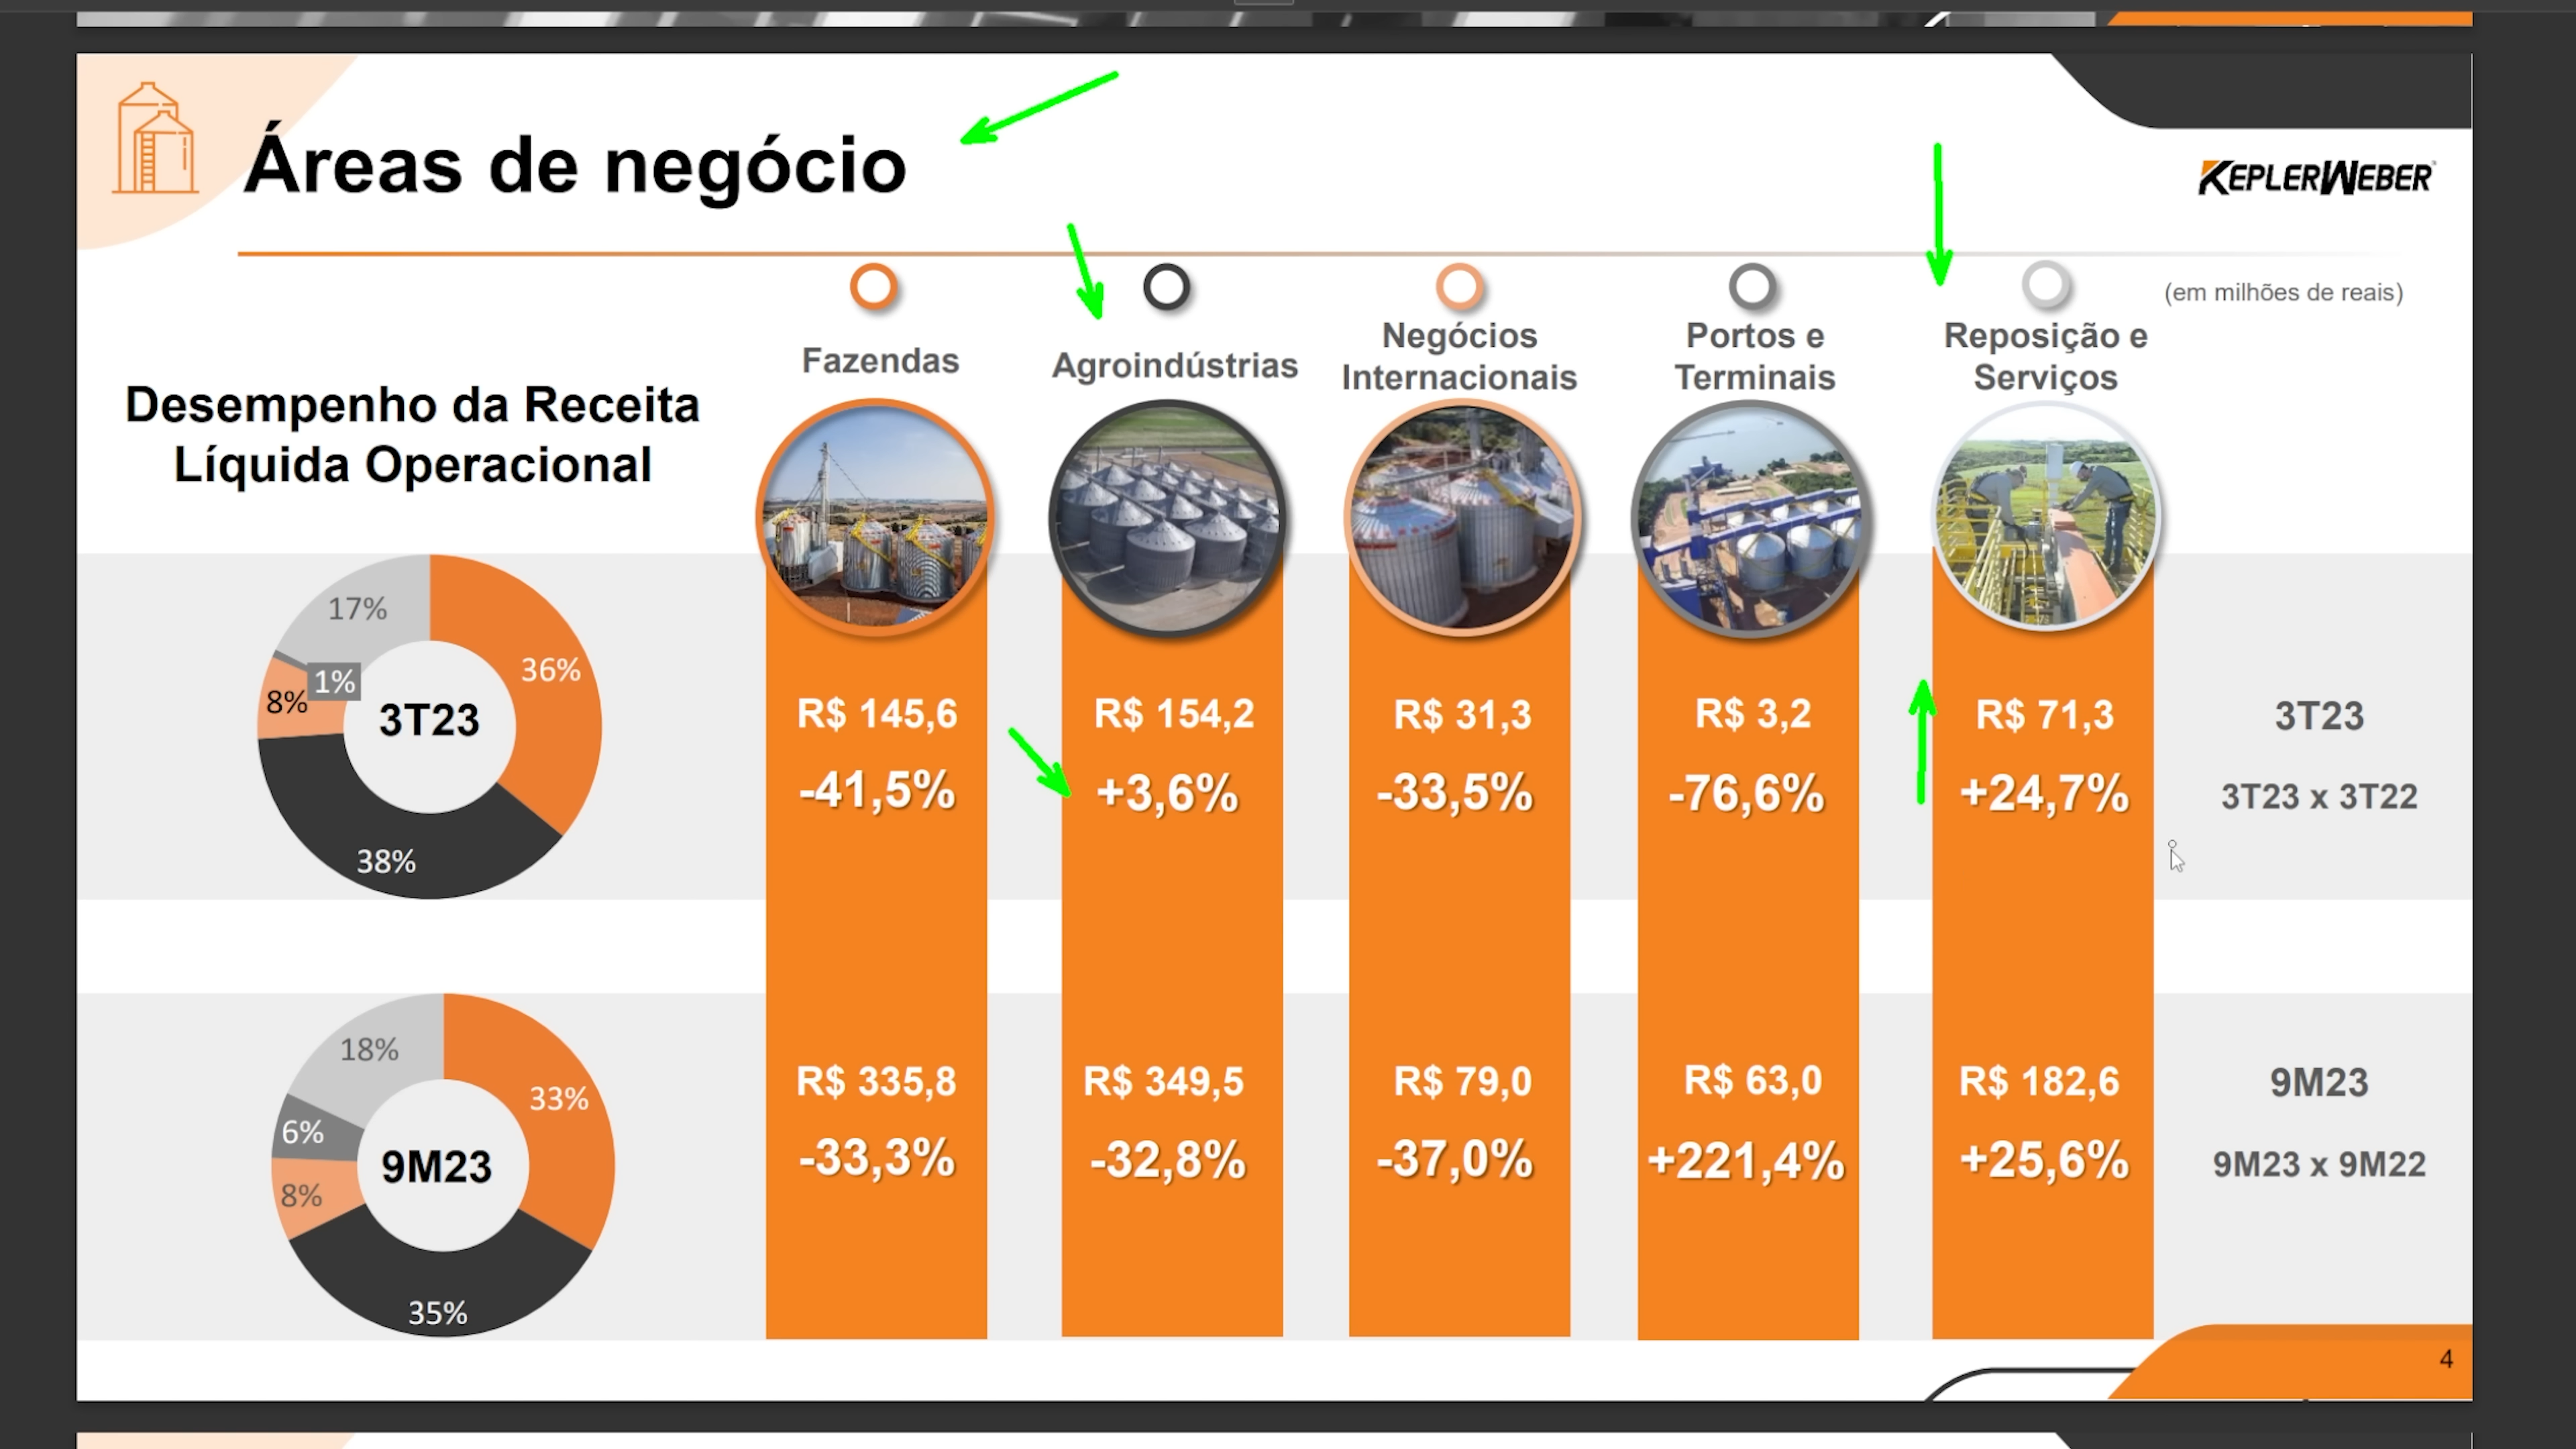 Áreas de negócio
KEPLERWEBER
(em milhões de reais)
Fazendas
Agroindústrias
Negócios
Internacionais
Portos e
Terminais
Reposição e
Serviços
Desempenho da Receita
Líquida Operacional
17%
36%
1%
8%
3T23
38%
R$ 145,6
R$ 154,2
R$ 31,3
R$ 3,2
R$ 71,3
3T23
-41,5%
+3,6%
-33,5%
-76,6%
+24,7%
3T23 x 3T22
18%
33%
6%
9M23
8%
35%
R$ 335,8
R$ 349,5
R$ 79,0
R$ 63,0
R$ 182,6
9M23
-33,3%
-32,8%
-37,0%
+221,4%
+25,6%
9M23 x 9M22
4